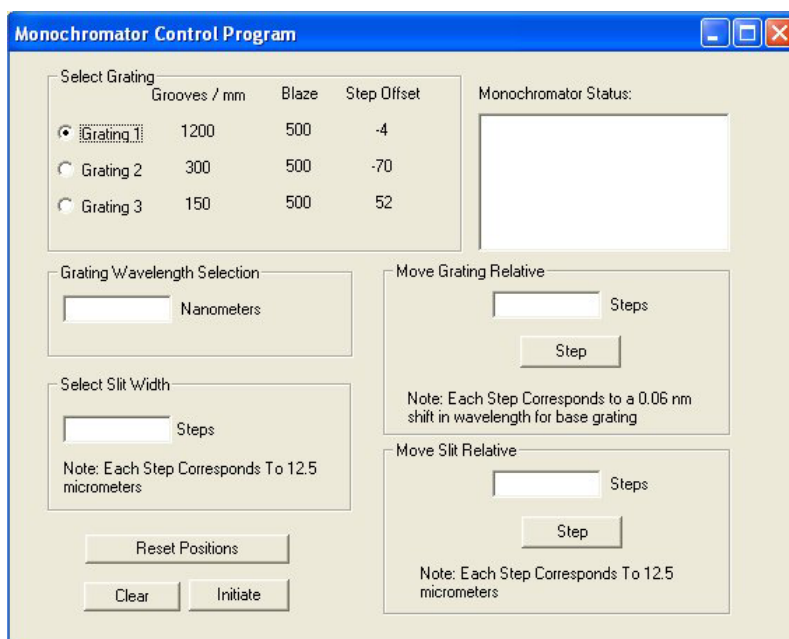 Monochromator Control Program
Select Grating
Grooves / mm Blaze Step Offset
Grating 1 1200 500 -4
Grating 2 300 500 -70
Grating 3 150 500 52
Monochromator Status:
Grating Wavelength Selection
Nanometers
Move Grating Relative
Steps
Step
Note: Each Step Corresponds to a 0.06 nm
shift in wavelength for base grating
Select Slit Width
Steps
Note: Each Step Corresponds To 12.5
micrometers
Move Slit Relative
Steps
Step
Note: Each Step Corresponds To 12.5
micrometers
Reset Positions
Clear Initiate